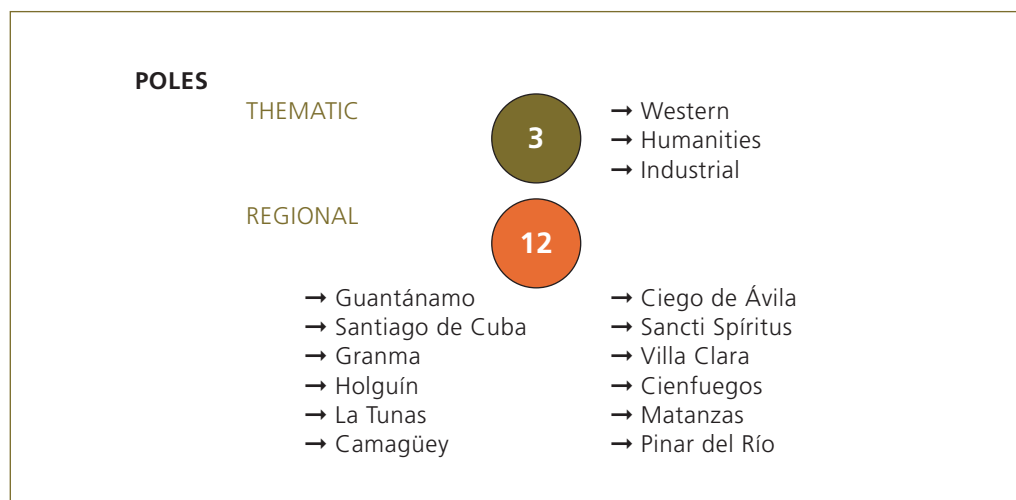 POLES
THEMATIC
3
→ Western
→ Humanities
→ Industrial
REGIONAL
12
→ Guantánamo
→ Santiago de Cuba
→ Granma
→ Holguín
→ La Tunas
→ Camagüey
→ Ciego de Ávila
→ Sancti Spíritus
→ Villa Clara
→ Cienfuegos
→ Matanzas
→ Pinar del Río